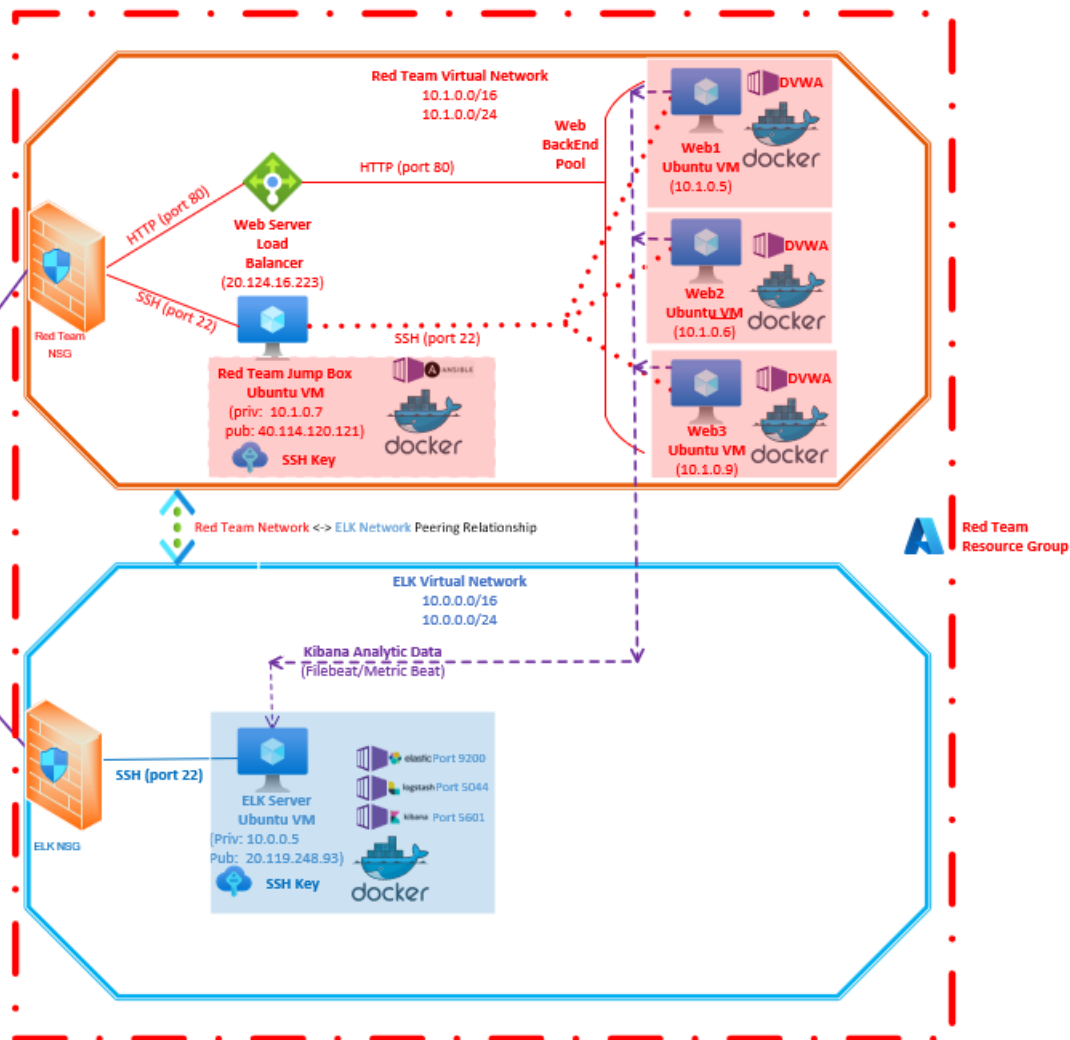 Red Team Virtual Network
10.1.0.0/16
10.1.0.0/24
Web
BackEnd
Pool
DVWA
docker
Web1
Ubuntu VM
(10.1.0.5)
HTTP (port 80)
HTTP (port 80)
Web Server
Load
Balancer
(20.124.16.223)
DVWA
docker
Web2
Ubuntu VM
(10.1.0.6)
SSH (port 22)
Red Team
NSG
SSH (port 22)
Red Team Jump Box
Ubuntu VM
(priv: 10.1.0.7
pub: 40.114.120.121)
SSH Key
A ANSIBLE
docker
DVWA
docker
Web3
Ubuntu VM
(10.1.0.9)
Red Team Network <-> ELK Network Peering Relationship
Red Team
Resource Group
ELK Virtual Network
10.0.0.0/16
10.0.0.0/24
Kibana Analytic Data
(Filebeat/Metric Beat)
SSH (port 22)
ELK NSG
ELK Server
Ubuntu VM
(Priv: 10.0.0.5
Pub: 20.119.248.93)
SSH Key
elastic Port 9200
logstash Port 5044
kibana Port 5601
docker